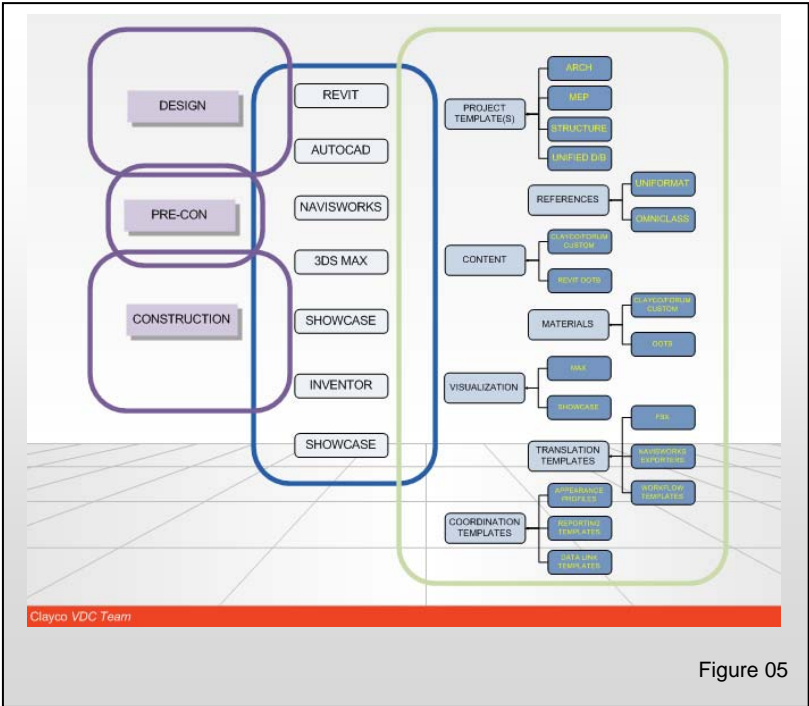 DESIGN
PRE-CON
CONSTRUCTION
REVIT
AUTOCAD
NAVISWORKS
3DS MAX
SHOWCASE
INVENTOR
SHOWCASE
PROJECT
TEMPLATE(S)
ARCH
MEP
STRUCTURE
UNIFIED D/B
REFERENCES
UNIFORMAT
OMNICLASS
CONTENT
CLAYCO/FORUM
CUSTOM
REVIT OOTB
MATERIALS
CLAYCO/FORUM
CUSTOM
OOTB
VISUALIZATION
MAX
SHOWCASE
TRANSLATION
TEMPLATES
FBX
NAVISWORKS
EXPORTERS
WORKFLOW
TEMPLATES
COORDINATION
TEMPLATES
APPEARANCE
PROFILES
REPORTING
TEMPLATES
DATA LINK
TEMPLATES
Clayco VDC Team
Figure 05